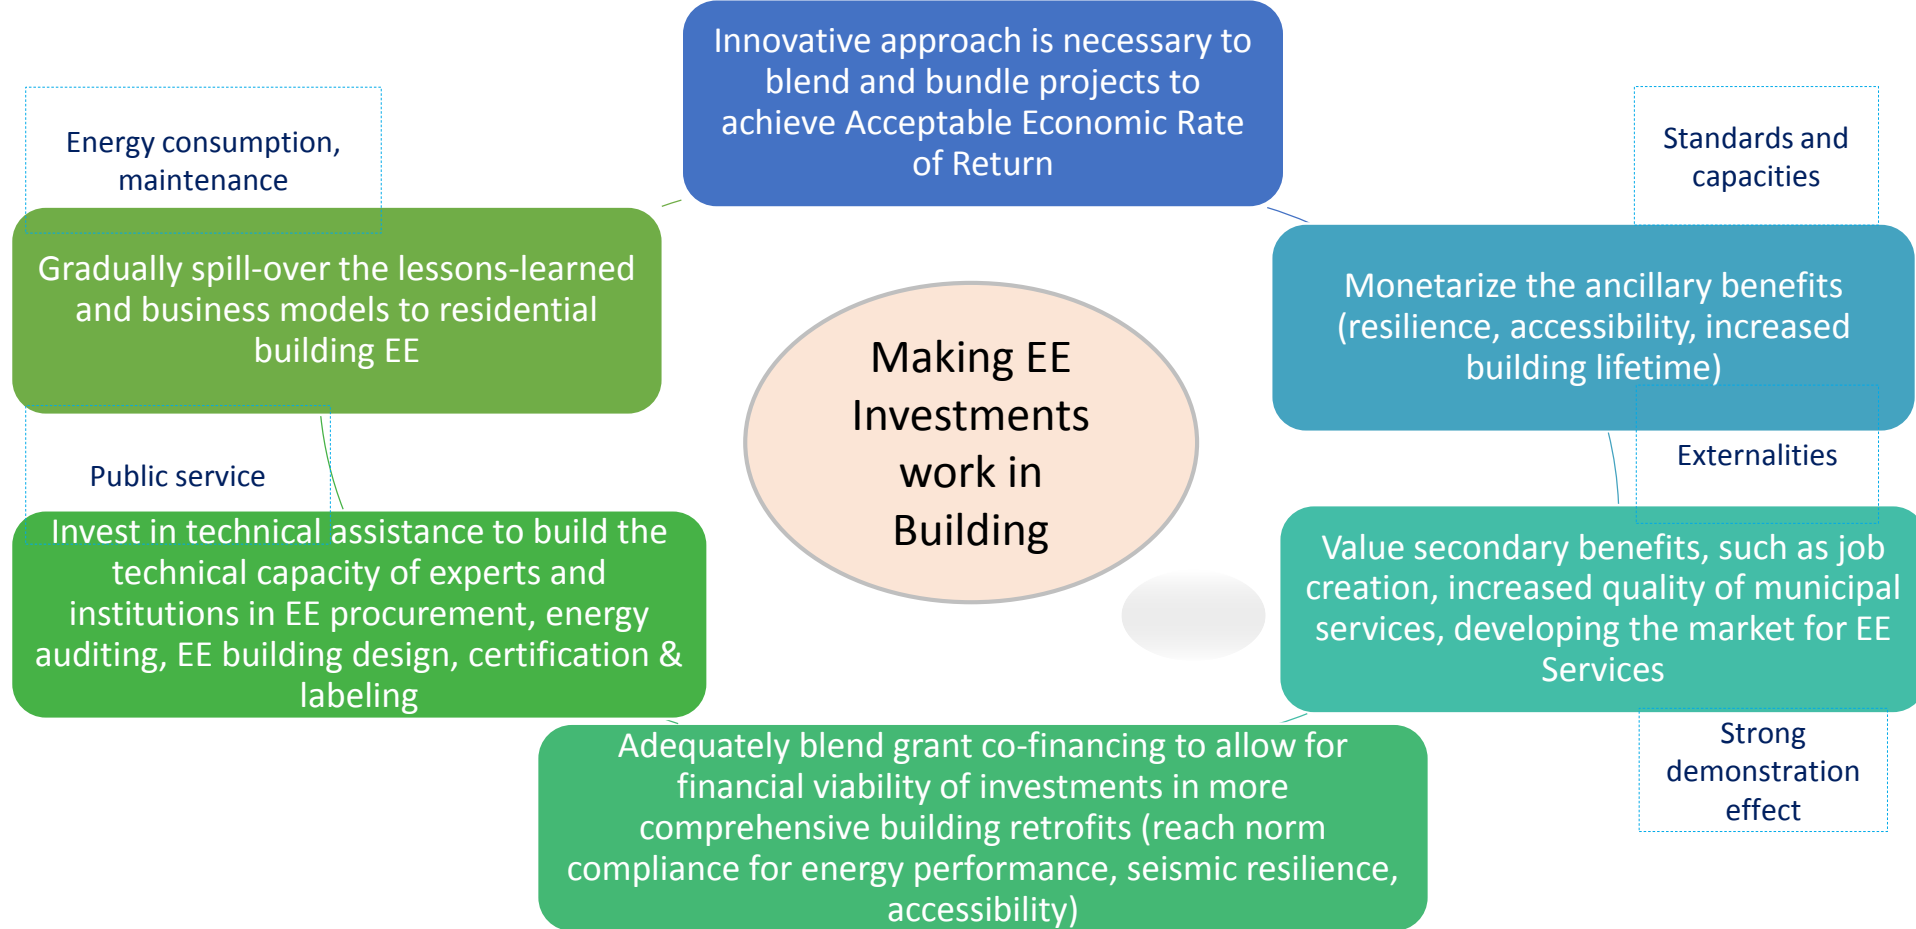 Innovative approach is necessary to
blend and bundle projects to
achieve Acceptable Economic Rate
of Return
Energy consumption,
maintenance
Standards and
capacities
Gradually spill-over the lessons-learned
and business models to residential
building EE
Monetarize the ancillary benefits
(resilience, accessibility, increased
building lifetime)
Making EE
Investments
work in
Building
Public service
Externalities
Invest in technical assistance to build the
technical capacity of experts and
institutions in EE procurement, energy
auditing, EE building design, certification &
labeling
Value secondary benefits, such as job
creation, increased quality of municipal
services, developing the market for EE
Services
Strong
demonstration
effect
Adequately blend grant co-financing to allow for
financial viability of investments in more
comprehensive building retrofits (reach norm
compliance for energy performance, seismic resilience,
accessibility)